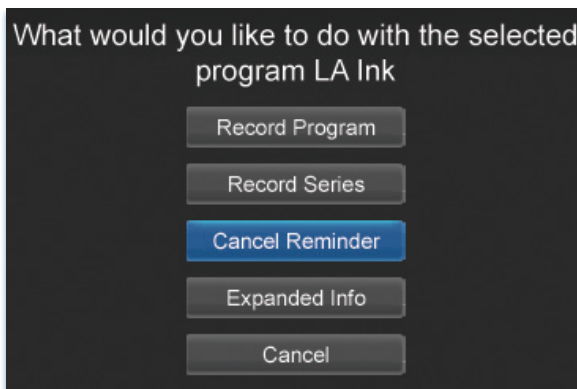 What would you like to do with the selected
program LA Ink
Record Program
Record Series
Cancel Reminder
Expanded Info
Cancel